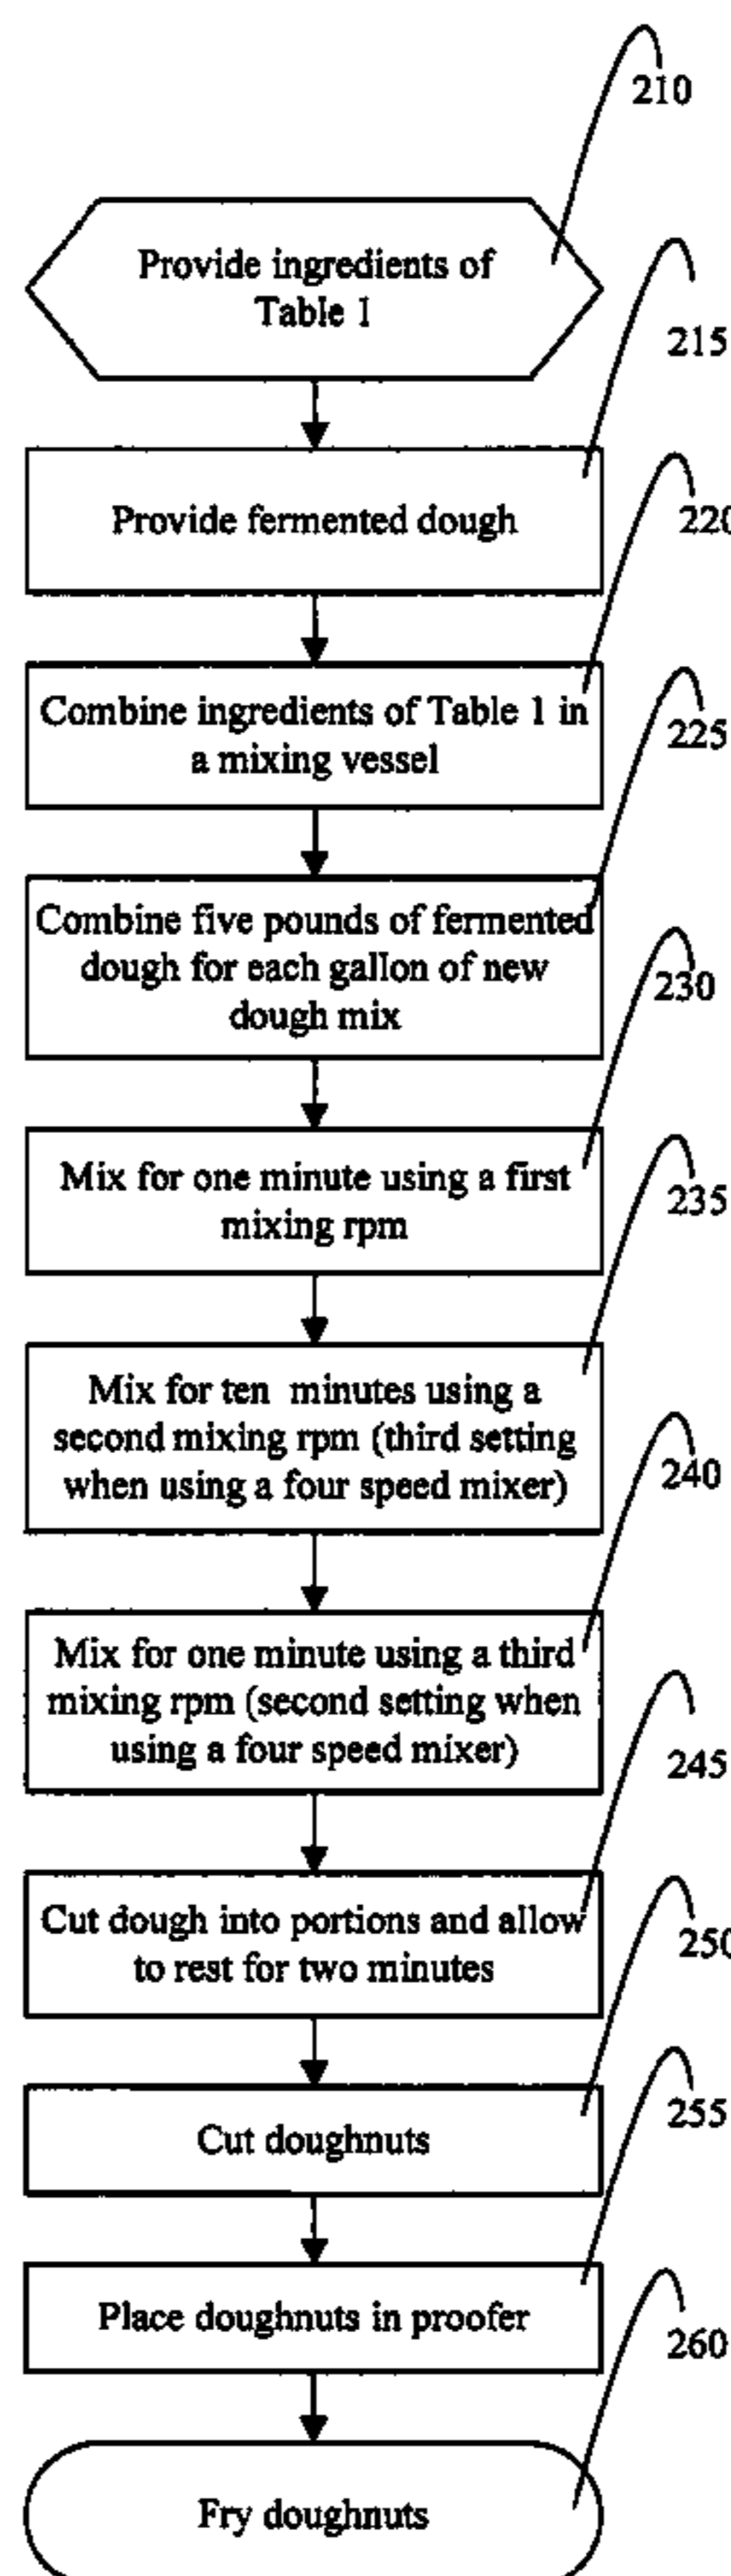 210
Provide ingredients of
Table 1
215
Provide fermented dough
220
Combine ingredients of Table 1 in
a mixing vessel
225
Combine five pounds of fermented
dough for each gallon of new
dough mix
230
Mix for one minute using a first
mixing rpm
235
Mix for ten minutes using a
second mixing rpm (third setting
when using a four speed mixer)
240
Mix for one minute using a third
mixing rpm (second setting when
using a four speed mixer)
245
Cut dough into portions and allow
to rest for two minutes
250
Cut doughnuts
255
Place doughnuts in proofer
260
Fry doughnuts